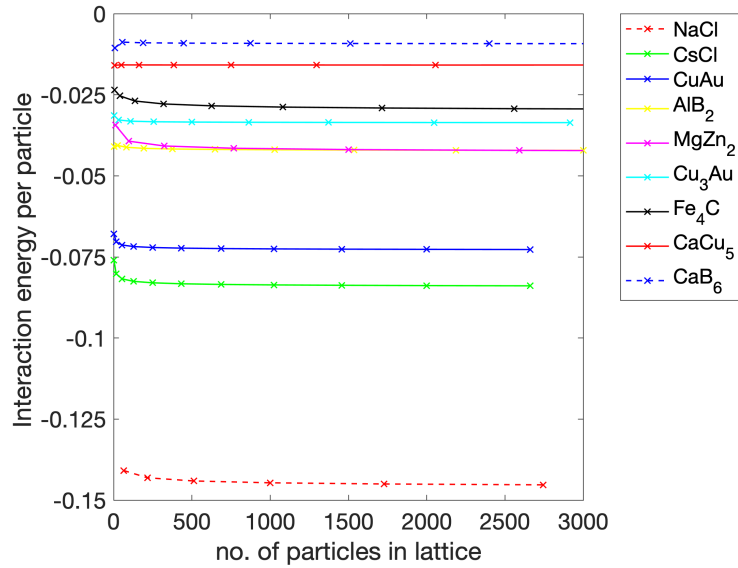 0
-0.025
-0.05
-0.075
-0.1
-0.125
-0.15
Interaction energy per particle
0 500 1000 1500 2000 2500 3000
no. of particles in lattice
NaCl
CsCl
CuAu
AlB₂
MgZn₂
Cu₃Au
Fe₄C
CaCu₅
CaB₆